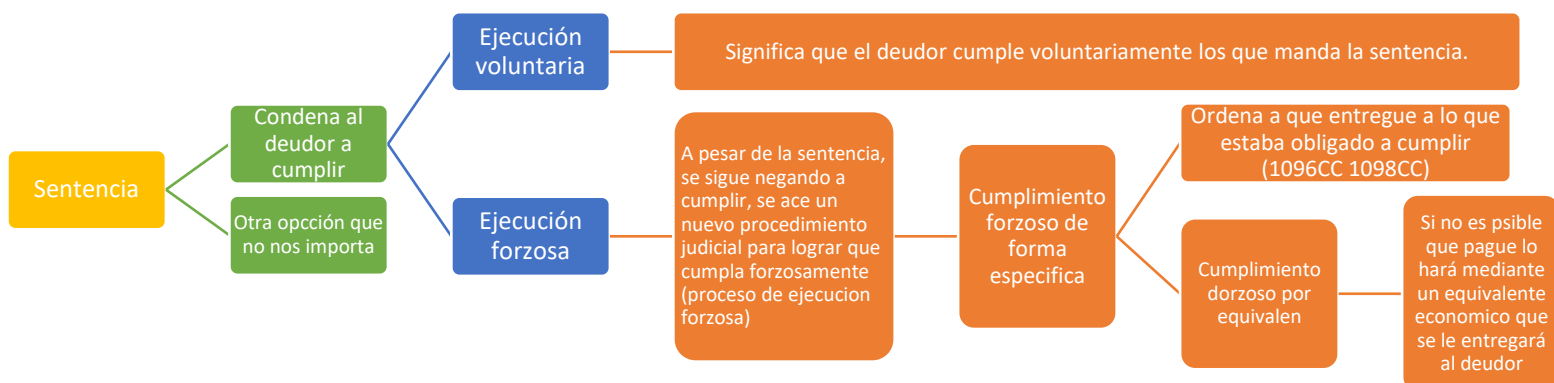 Sentencia
Condena al
deudor a
cumplir
Otra opcción que
no nos importa
Ejecución
voluntaria
Significa que el deudor cumple voluntariamente los que manda la sentencia.
Ejecución
forzosa
A pesar de la sentencia,
se sigue negando a
cumplir, se ace un
nuevo procedimiento
judicial para lograr que
cumpla forzosamente
(proceso de ejecucion
forzosa)
Cumplimiento
forzoso de
forma
especifica
Ordena a que entregue a lo que
estaba obligado a cumplir
(1096CC 1098CC)
Cumplimiento
dorzoso por
equivalen
Si no es psible
que pague lo
hará mediante
un equivalente
economico que
se le entregará
al deudor